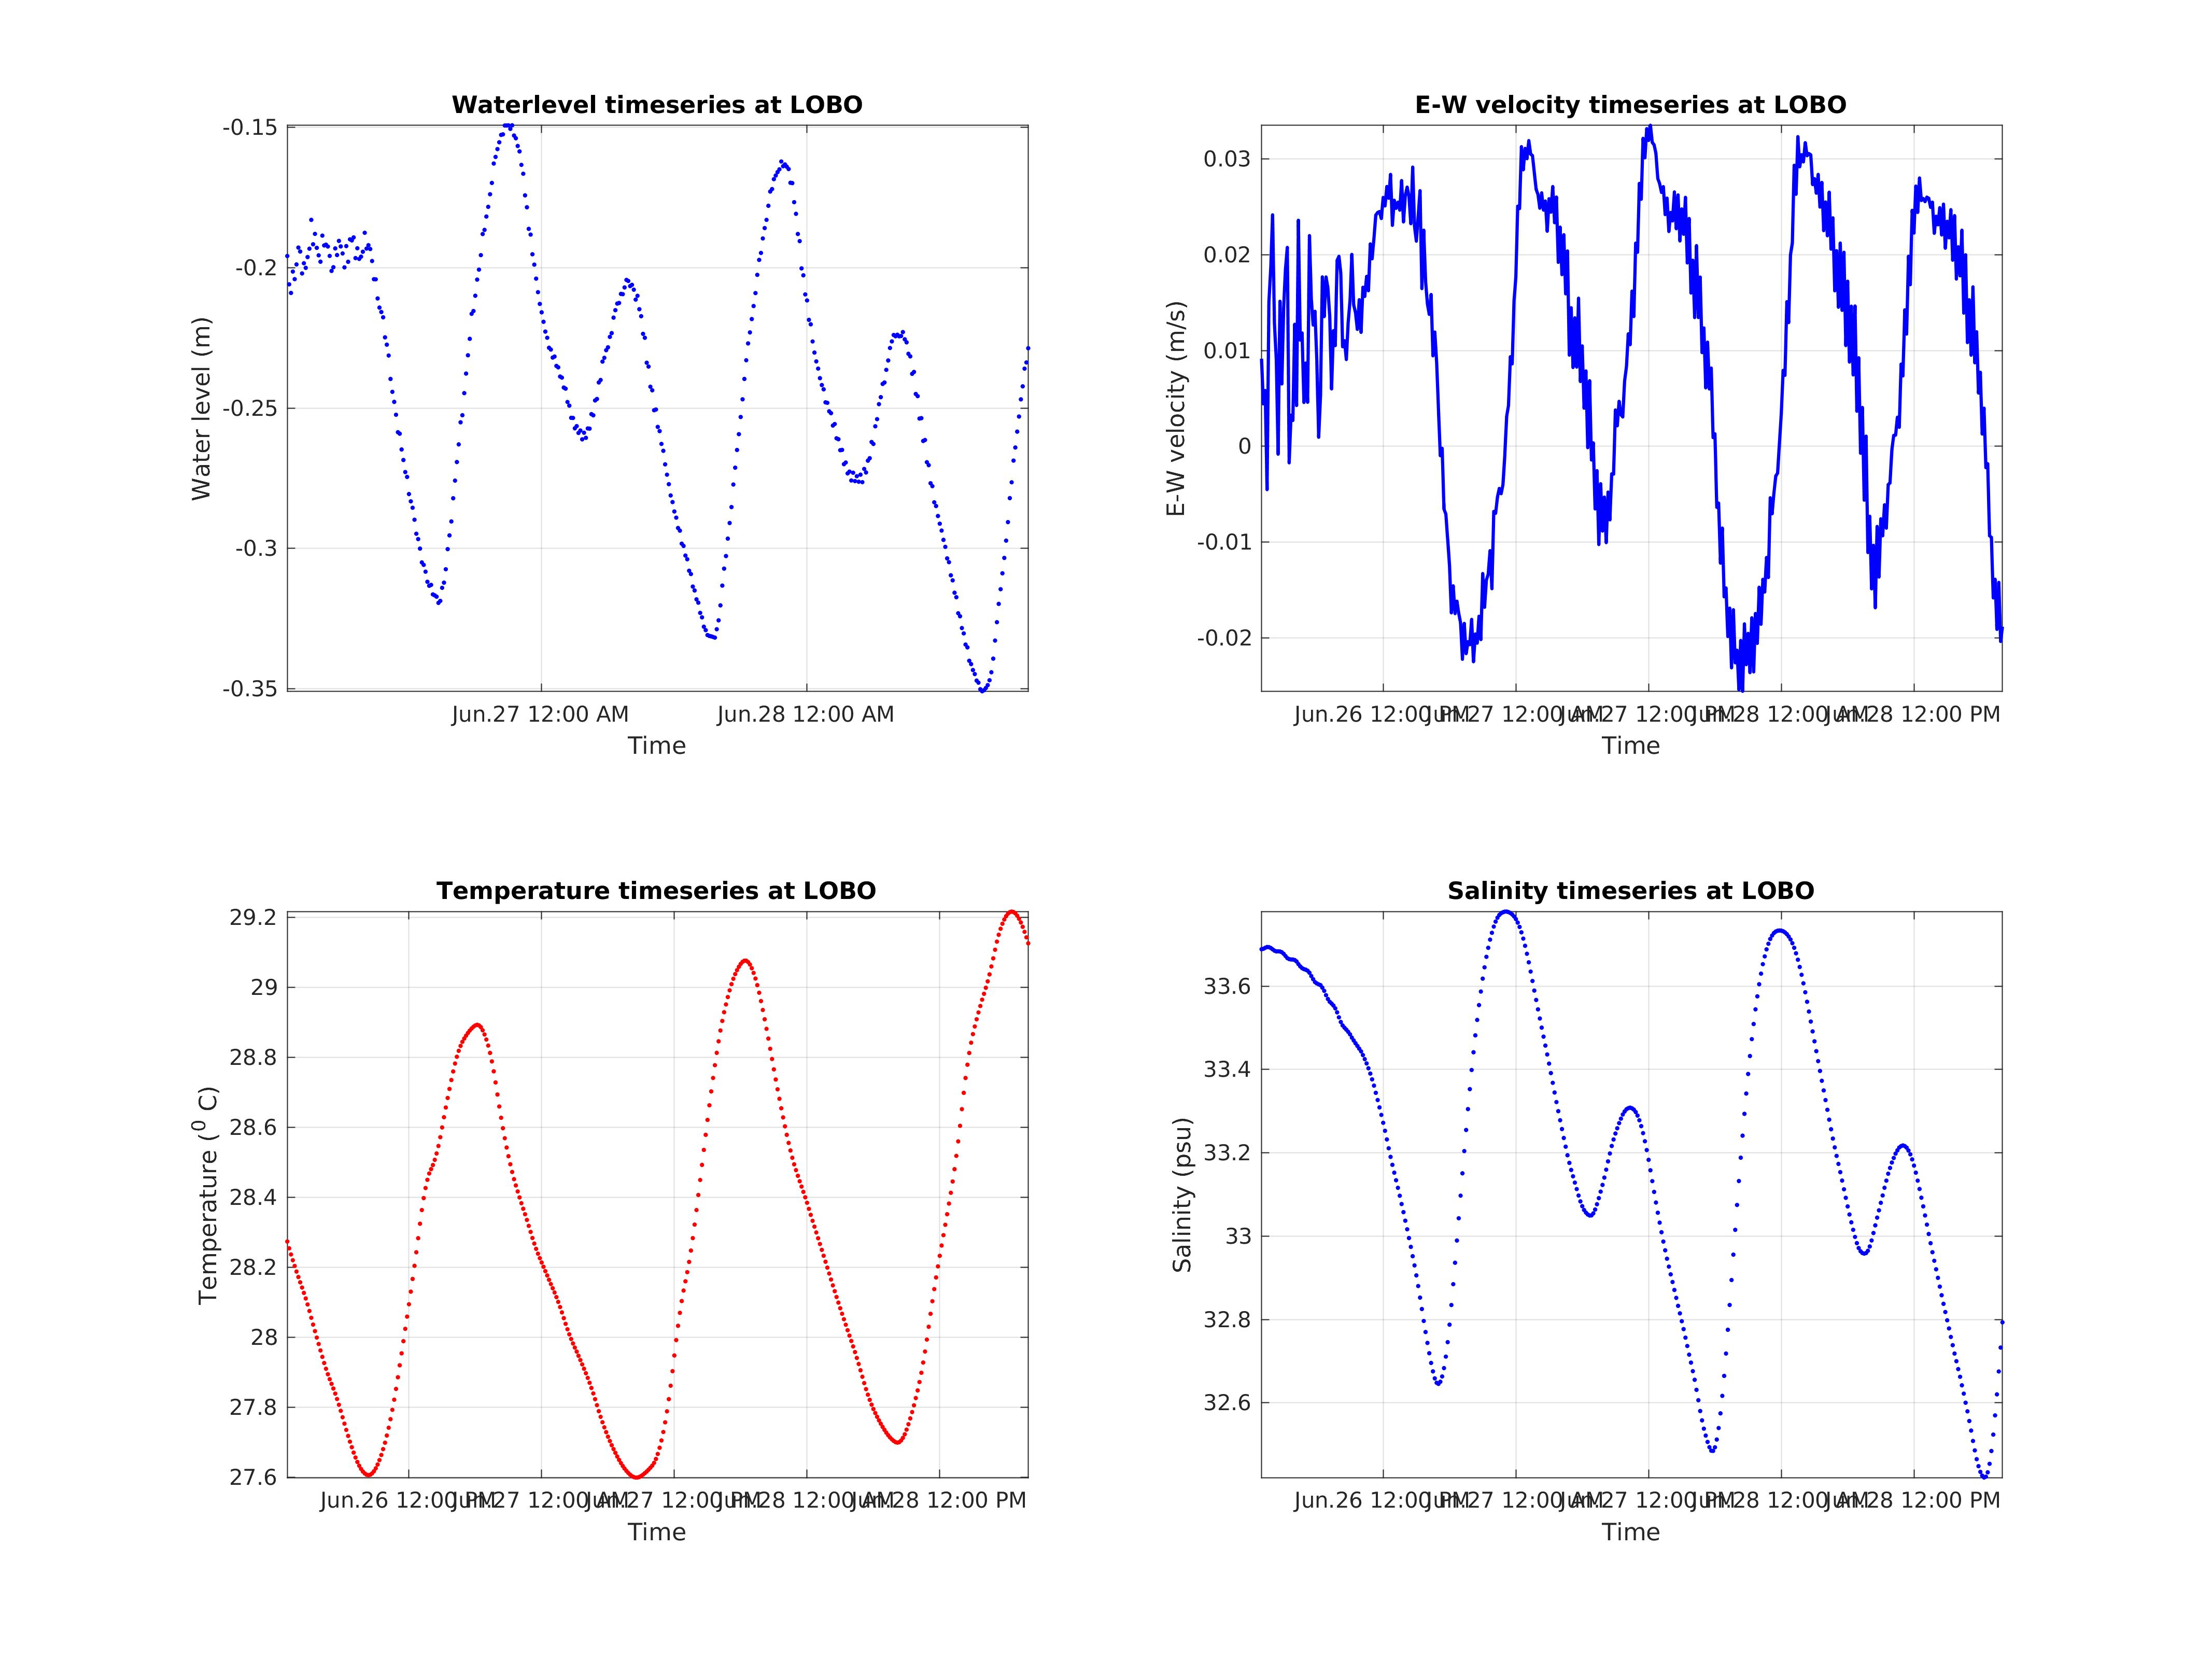 Waterlevel timeseries at LOBO
-0.15
-0.2
-0.25
-0.3
-0.35
Water level (m)
Jun.27 12:00 AM
Jun.28 12:00 AM
Time
E-W velocity timeseries at LOBO
0.03
0.02
0.01
0
-0.01
-0.02
E-W velocity (m/s)
Jun.26 12:00 PM
Jun.27 12:00 AM
Jun.27 12:00 PM
Jun.28 12:00 AM
Jun.28 12:00 PM
Time
Temperature timeseries at LOBO
29.2
29
28.8
28.6
28.4
28.2
28
27.8
27.6
Temperature (⁰ C)
Jun.26 12:00 PM
Jun.27 12:00 AM
Jun.27 12:00 PM
Jun.28 12:00 AM
Jun.28 12:00 PM
Time
Salinity timeseries at LOBO
33.6
33.4
33.2
33
32.8
32.6
Salinity (psu)
Jun.26 12:00 PM
Jun.27 12:00 AM
Jun.27 12:00 PM
Jun.28 12:00 AM
Jun.28 12:00 PM
Time